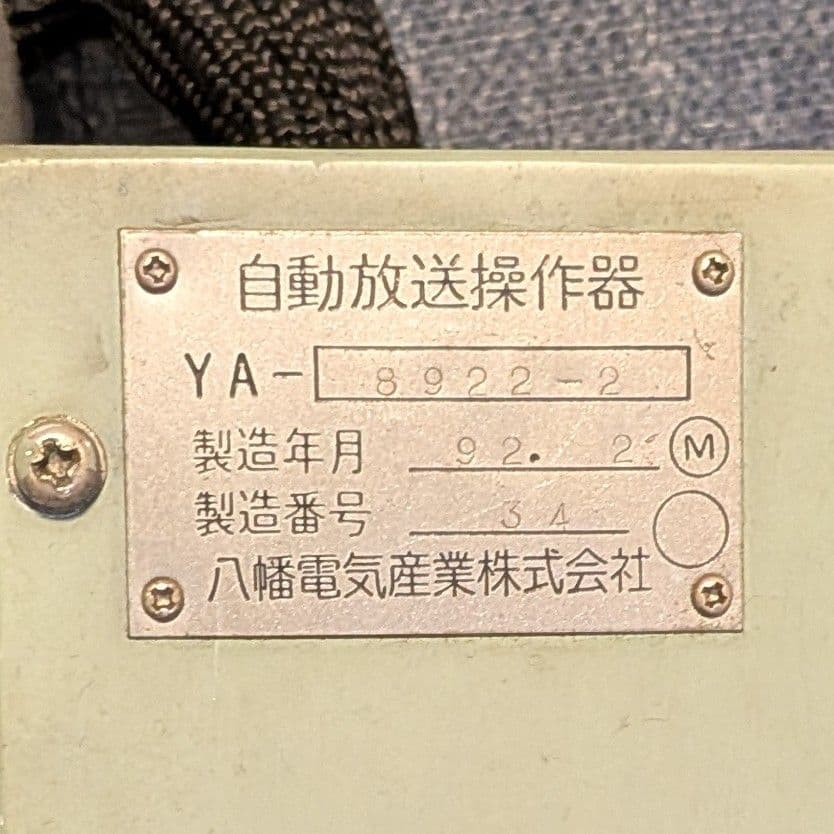 自動放送操作器
YA-8922-2
製造年月 92. 2 M
製造番号 34
八幡電気産業株式会社